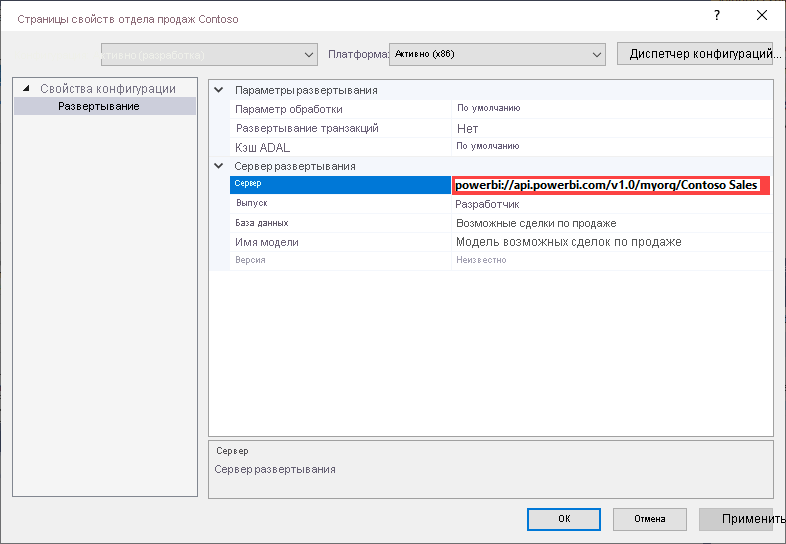 Страницы свойств отдела продаж Contoso
?
ктивно (разработка)
Платформа:
Активно (x86)
Диспетчер конфигураций...
Свойства конфигурации
Развертывание
Параметры развертывания
Параметр обработки По умолчанию
Развертывание транзакций Нет
Кэш ADAL По умолчанию
Сервер развертывания
Сервер powerbi://api.powerbi.com/v1.0/myorq/Contoso Sales
Выпуск Разработчик
База данных Возможные сделки по продаже
Имя модели Модель возможных сделок по продаже
Версия Неизвестно
Сервер
Сервер развертывания
ОК
Отмена
Применить